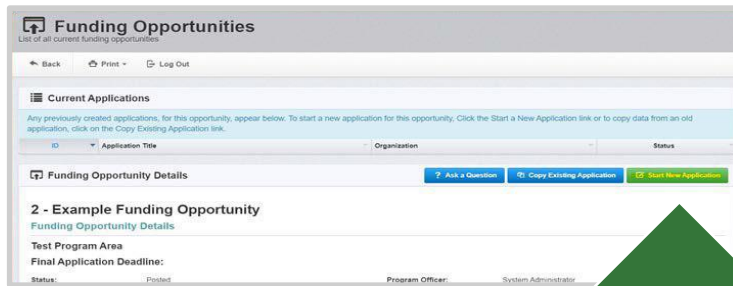 Funding Opportunities
List of all current funding opportunities
Back Print Log Out
Current Applications
Any previously created applications, for this opportunity, appear below. To start a new application for this opportunity, Click the Start a New Application link or to copy data from an old
application, click on the Copy Existing Application link.
ID Application Title Organization Status
Funding Opportunity Details ? Ask a Question Copy Existing Application Start New Application
2 - Example Funding Opportunity
Funding Opportunity Details
Test Program Area
Final Application Deadline:
Status: Posted Program Officer: System Administrator